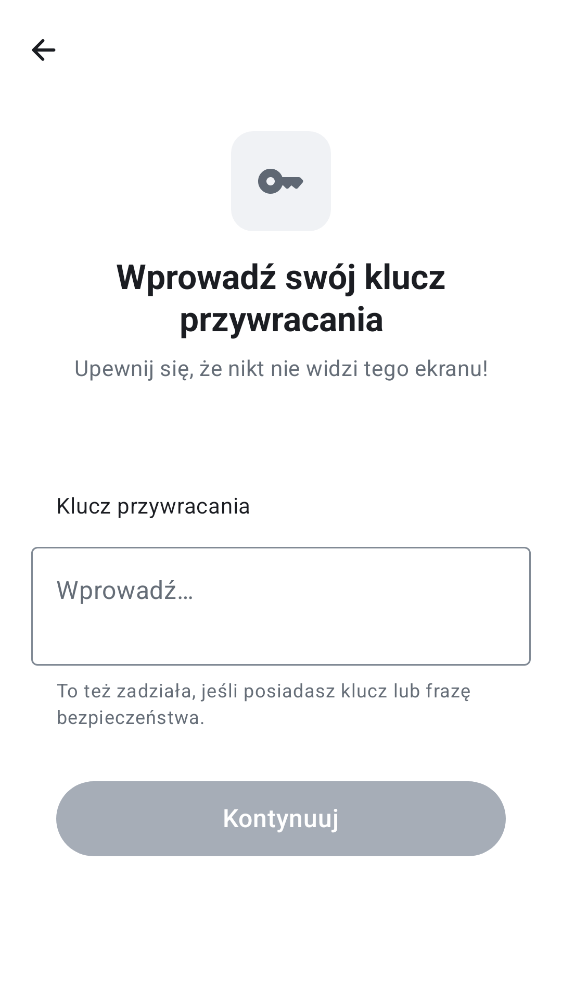 Wprowadź swój klucz
przywracania
Upewnij się, że nikt nie widzi tego ekranu!
Klucz przywracania
Wprowadź…
To też zadziała, jeśli posiadasz klucz lub frazę
bezpieczeństwa.
Kontynuuj